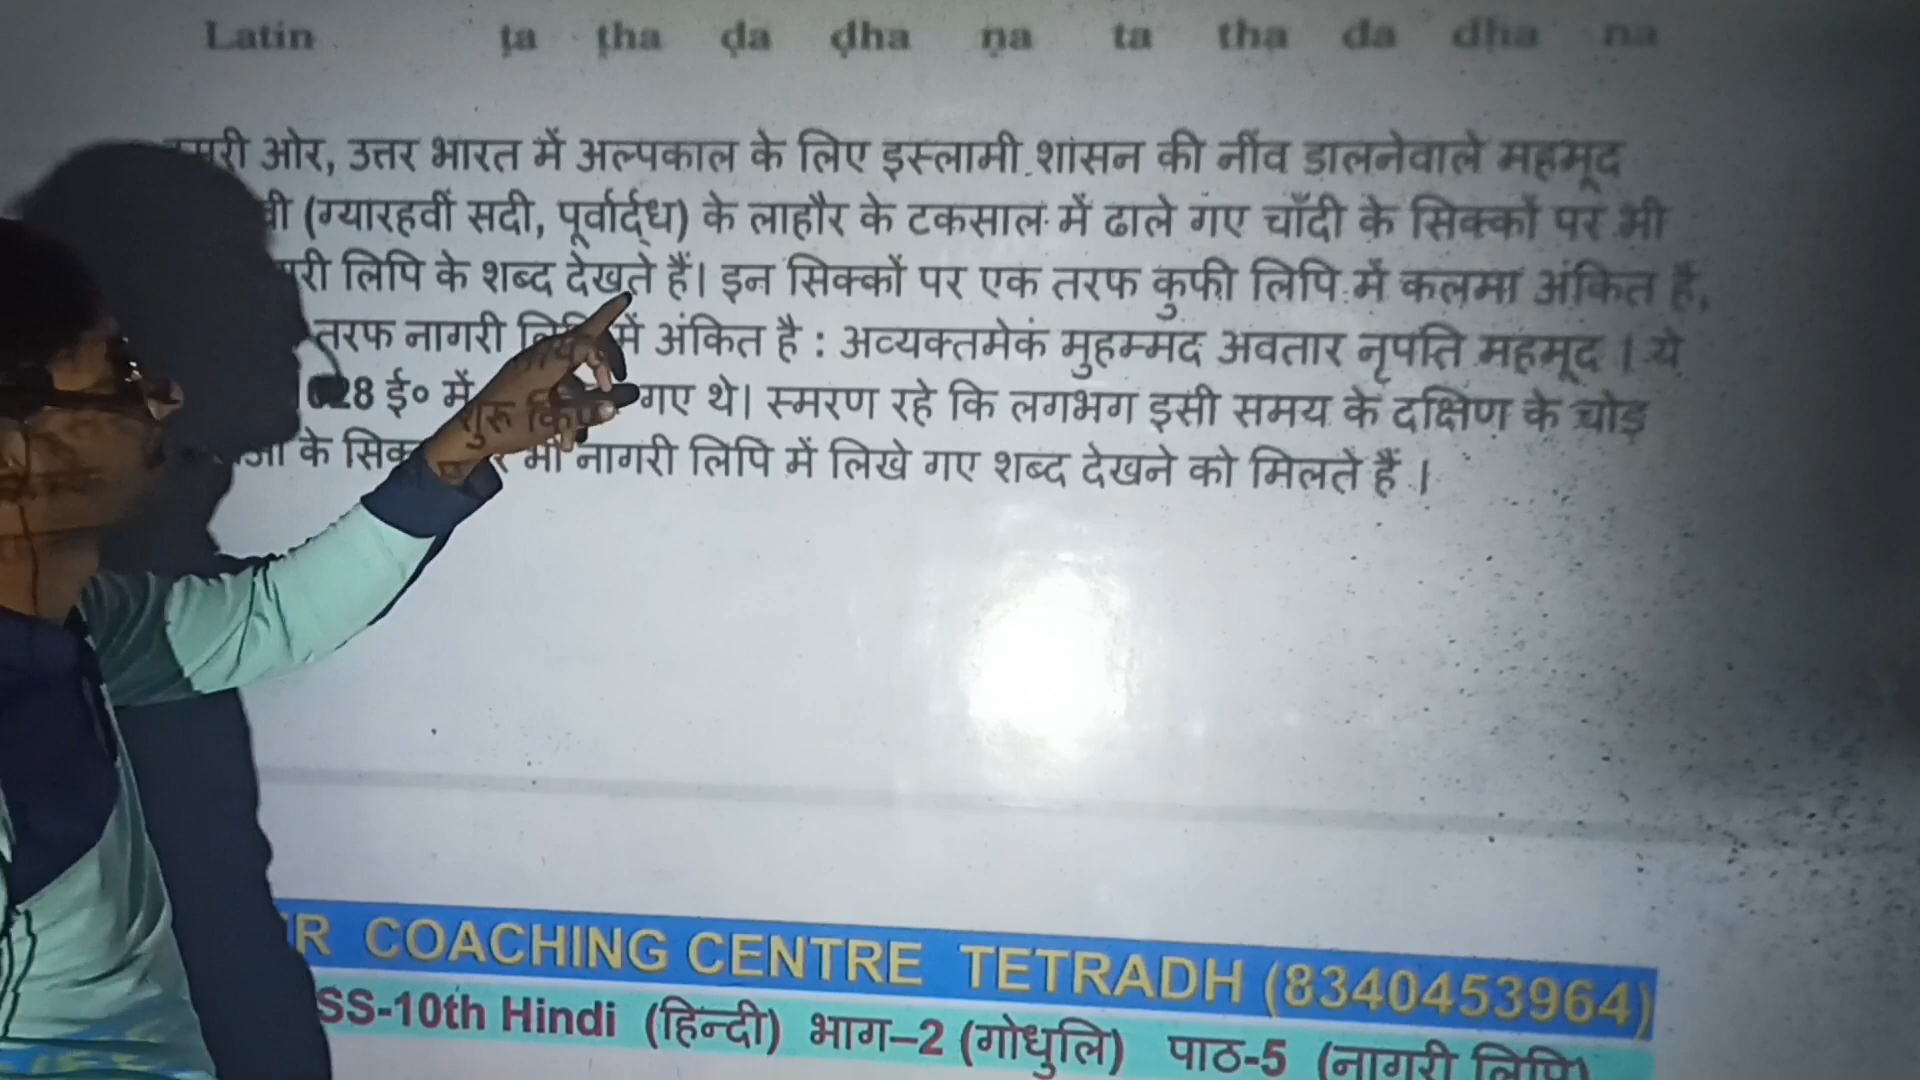 Latin ṭa ṭha ḍa ḍha ṇa ta tha da dha na
ओर, उत्तर भारत में अल्पकाल के लिए इस्लामी शासन की नींव डालनेवाले महमूद
(ग्यारहवीं सदी, पूर्वार्द्ध) के लाहौर के टकसाल में ढाले गए चाँदी के सिक्कों पर भी
लिपि के शब्द देखते हैं। इन सिक्कों पर एक तरफ कुफी लिपि में कलमा अंकित है,
तरफ नागरी लिपि में अंकित है : अव्यक्तमेकं मुहम्मद अवतार नृपति महमूद । ये
28 ई० में शुरू किए गए थे। स्मरण रहे कि लगभग इसी समय के दक्षिण के चोड़
के भी नागरी लिपि में लिखे गए शब्द देखने को मिलते हैं ।
R COACHING CENTRE TETRADH (8340453964)
SS-10th Hindi (हिन्दी) भाग–2 (गोधुलि) पाठ-5 (नागरी लिपि)